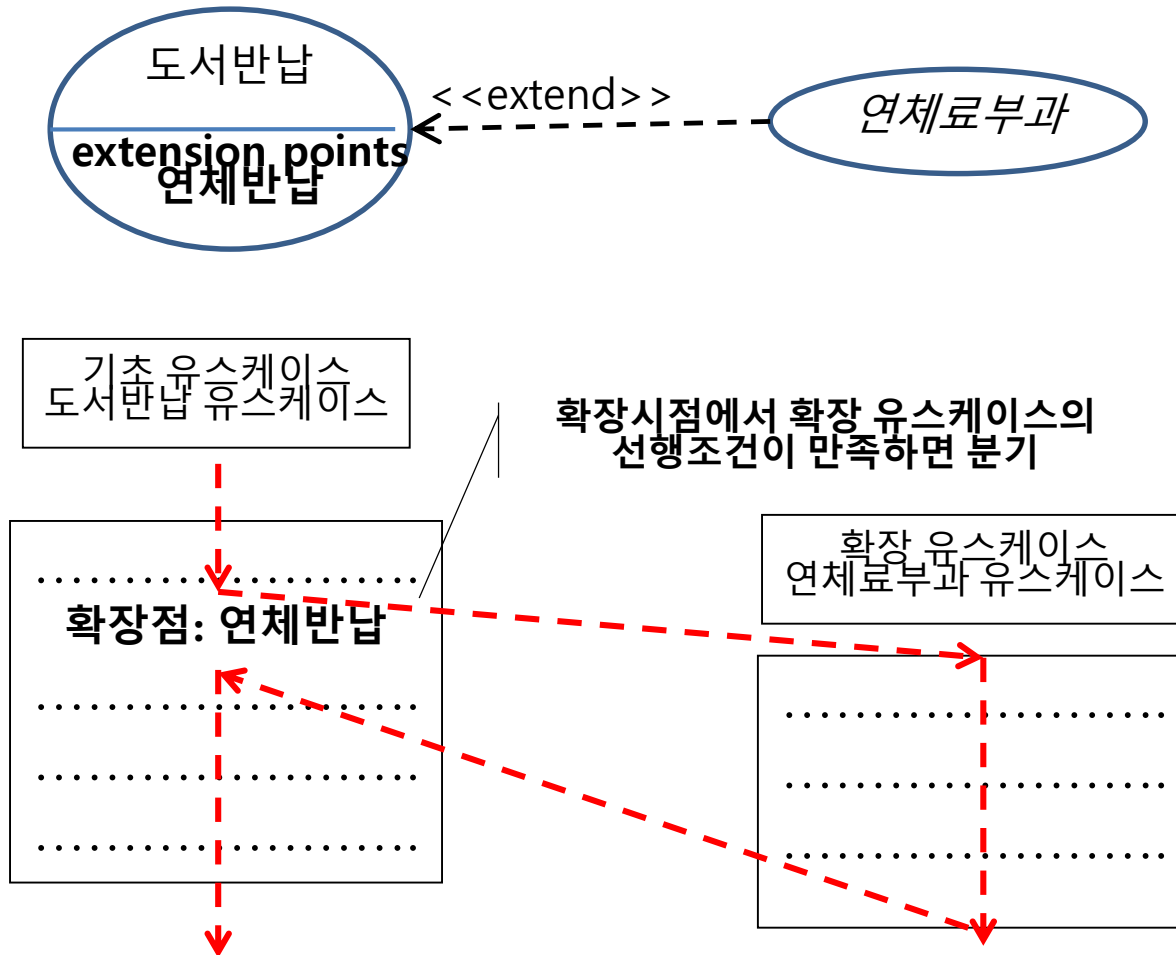 도서반납
<<extend>>
연체료부과
extension points
연체반납
기초 유스케이스
도서반납 유스케이스
확장시점에서 확장 유스케이스의
선행조건이 만족하면 분기
확장 유스케이스
연체료부과 유스케이스
....................
확장점: 연체반납
....................
....................
....................
....................
....................
....................